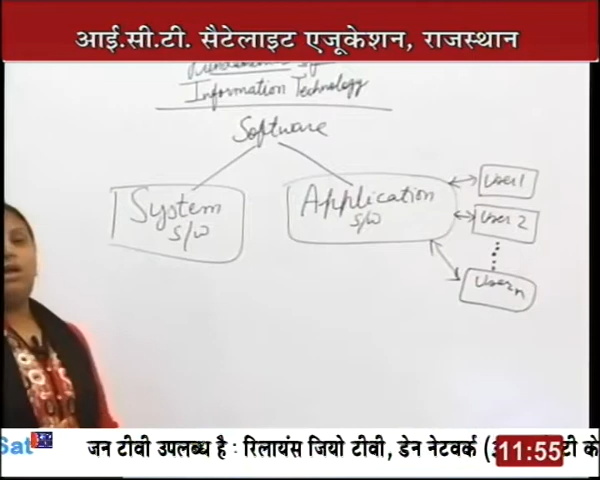 आई.सी.टी. सैटेलाइट एजूकेशन, राजस्थान
Information Technology
Software
System
S/W
Application
S/W
User 1
User 2
User n
Sat
जन टीवी उपलब्ध है : रिलायंस जियो टीवी, डेन नेटवर्क (
11:55
टी के